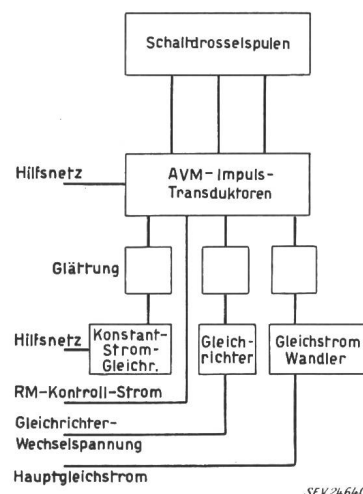 Schaltdrosselspulen
Hilfsnetz
AVM-Impuls-
Transduktoren
Glättung
Hilfsnetz
Konstant-
Strom-
Gleichr.
Gleich-
richter
Gleichstrom
Wandler
RM-Kontroll-Strom
Gleichrichter-
Wechselspannung
Hauptgleichstrom
SEV24640